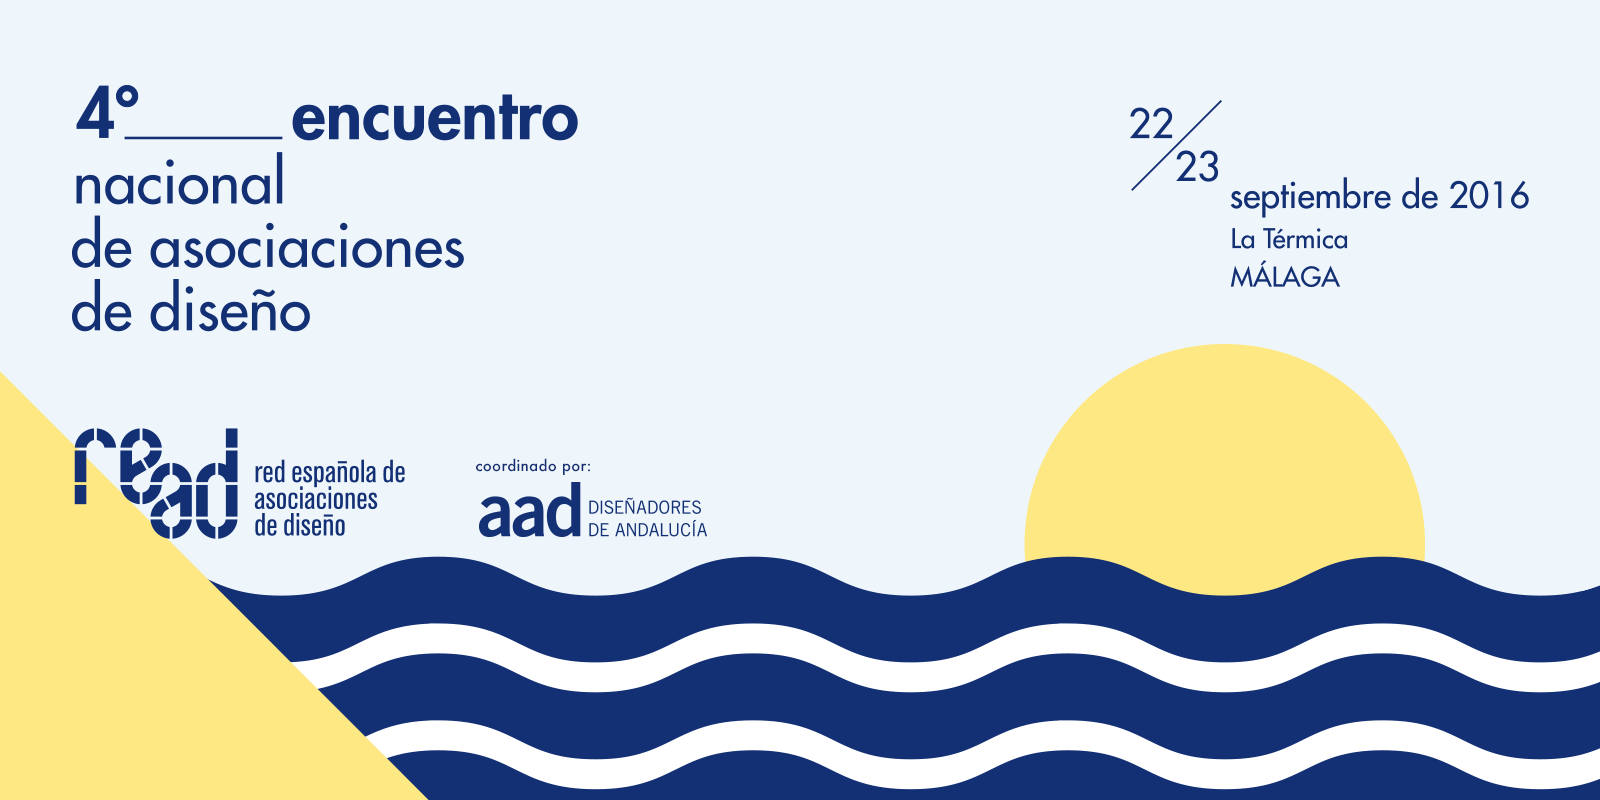 4º encuentro
nacional
de asociaciones
de diseño
22
23
septiembre de 2016
La Térmica
MÁLAGA
read
red española de
asociaciones
de diseño
coordinado por:
aad
DISEÑADORES
DE ANDALUCÍA